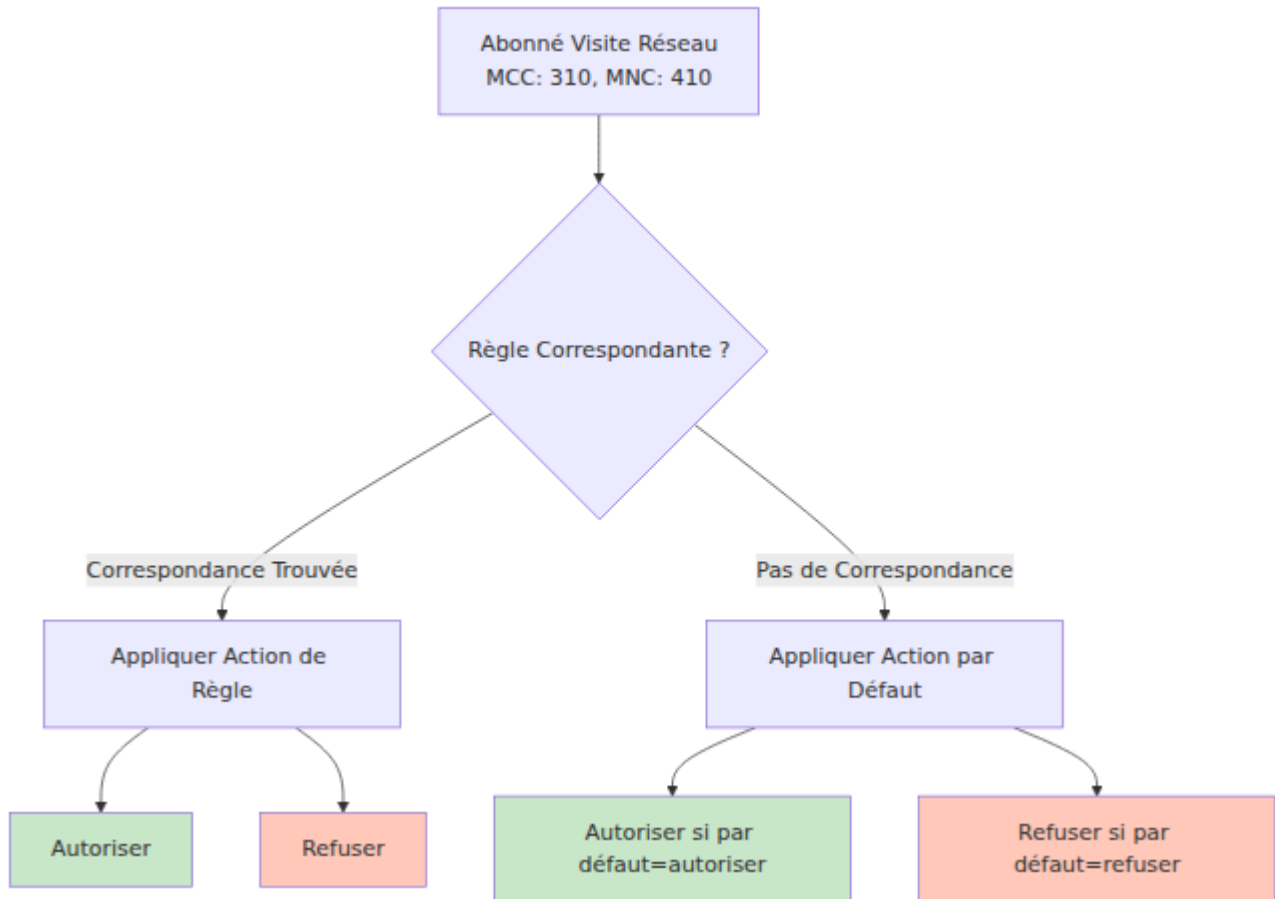 Abonné Visite Réseau
MCC: 310, MNC: 410
Règle Correspondante ?
Correspondance Trouvée
Pas de Correspondance
Appliquer Action de
Règle
Appliquer Action par
Défaut
Autoriser
Refuser
Autoriser si par
défaut=autoriser
Refuser si par
défaut=refuser